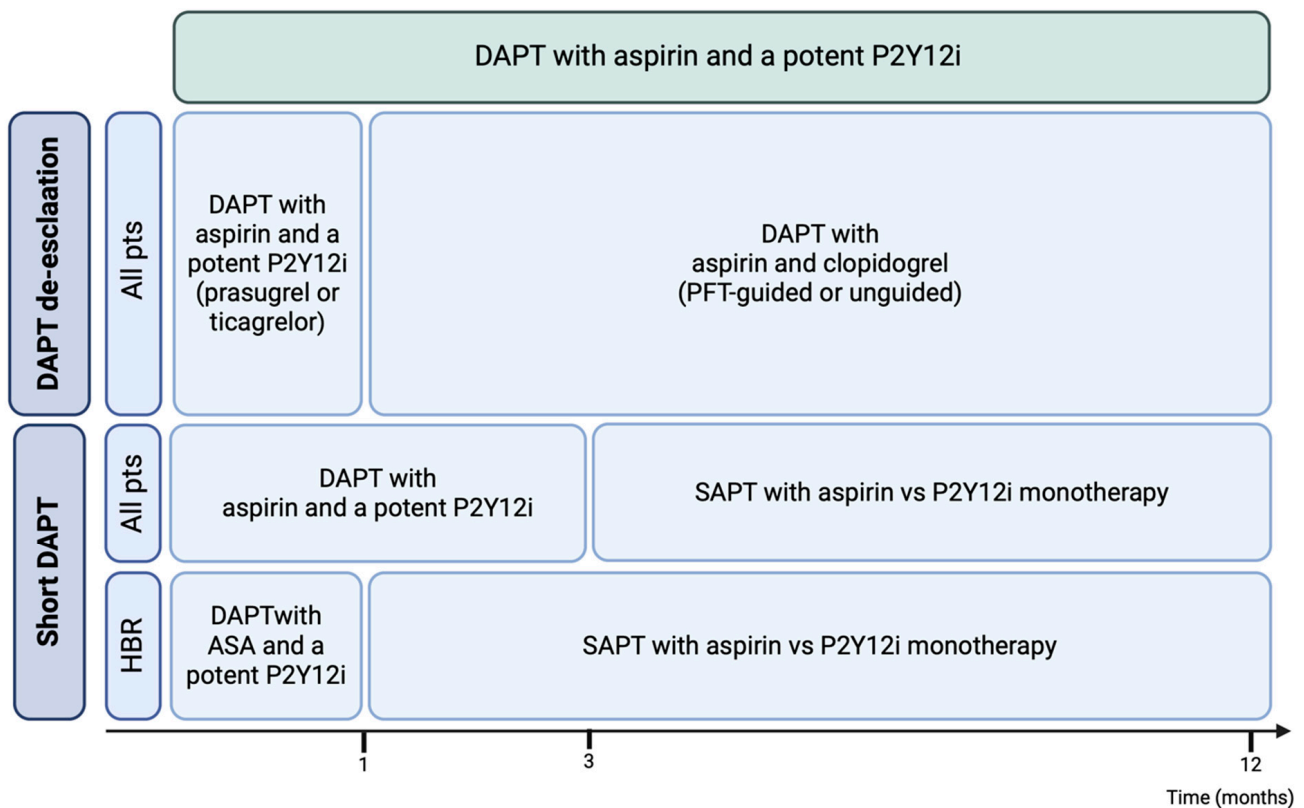 DAPT with aspirin and a potent P2Y12i
DAPT de-esclaation
All pts
DAPT with
aspirin and a
potent P2Y12i
(prasugrel or
ticagrelor)
DAPT with
aspirin and clopidogrel
(PFT-guided or unguided)
Short DAPT
All pts
DAPT with
aspirin and a potent P2Y12i
SAPT with aspirin vs P2Y12i monotherapy
HBR
DAPTwith
ASA and a
potent P2Y12i
SAPT with aspirin vs P2Y12i monotherapy
1
3
12
Time (months)